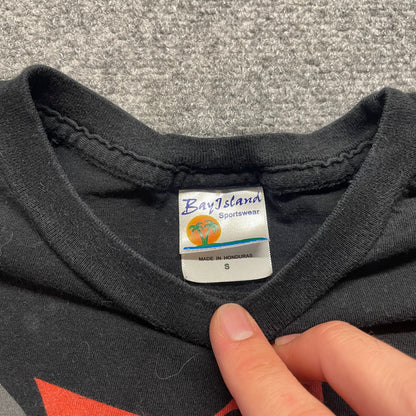 Bay Island
Sportswear
MADE IN HONDURAS
S